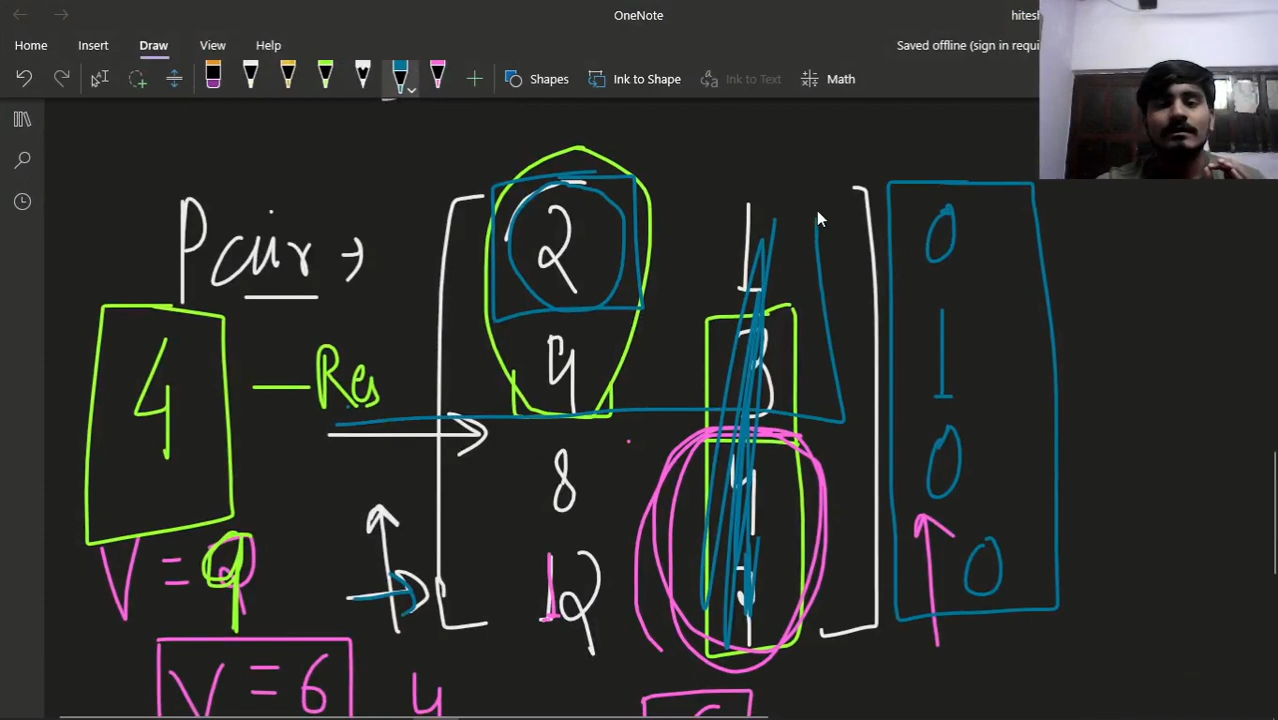 OneNote
hitesh
Home Insert Draw View Help
Saved offline (sign in requi
Shapes Ink to Shape Ink to Text Math
Pair → 2 1 0
4 — Res 4 3 1
8 4 0
V = 9
12 0
V = 6 4